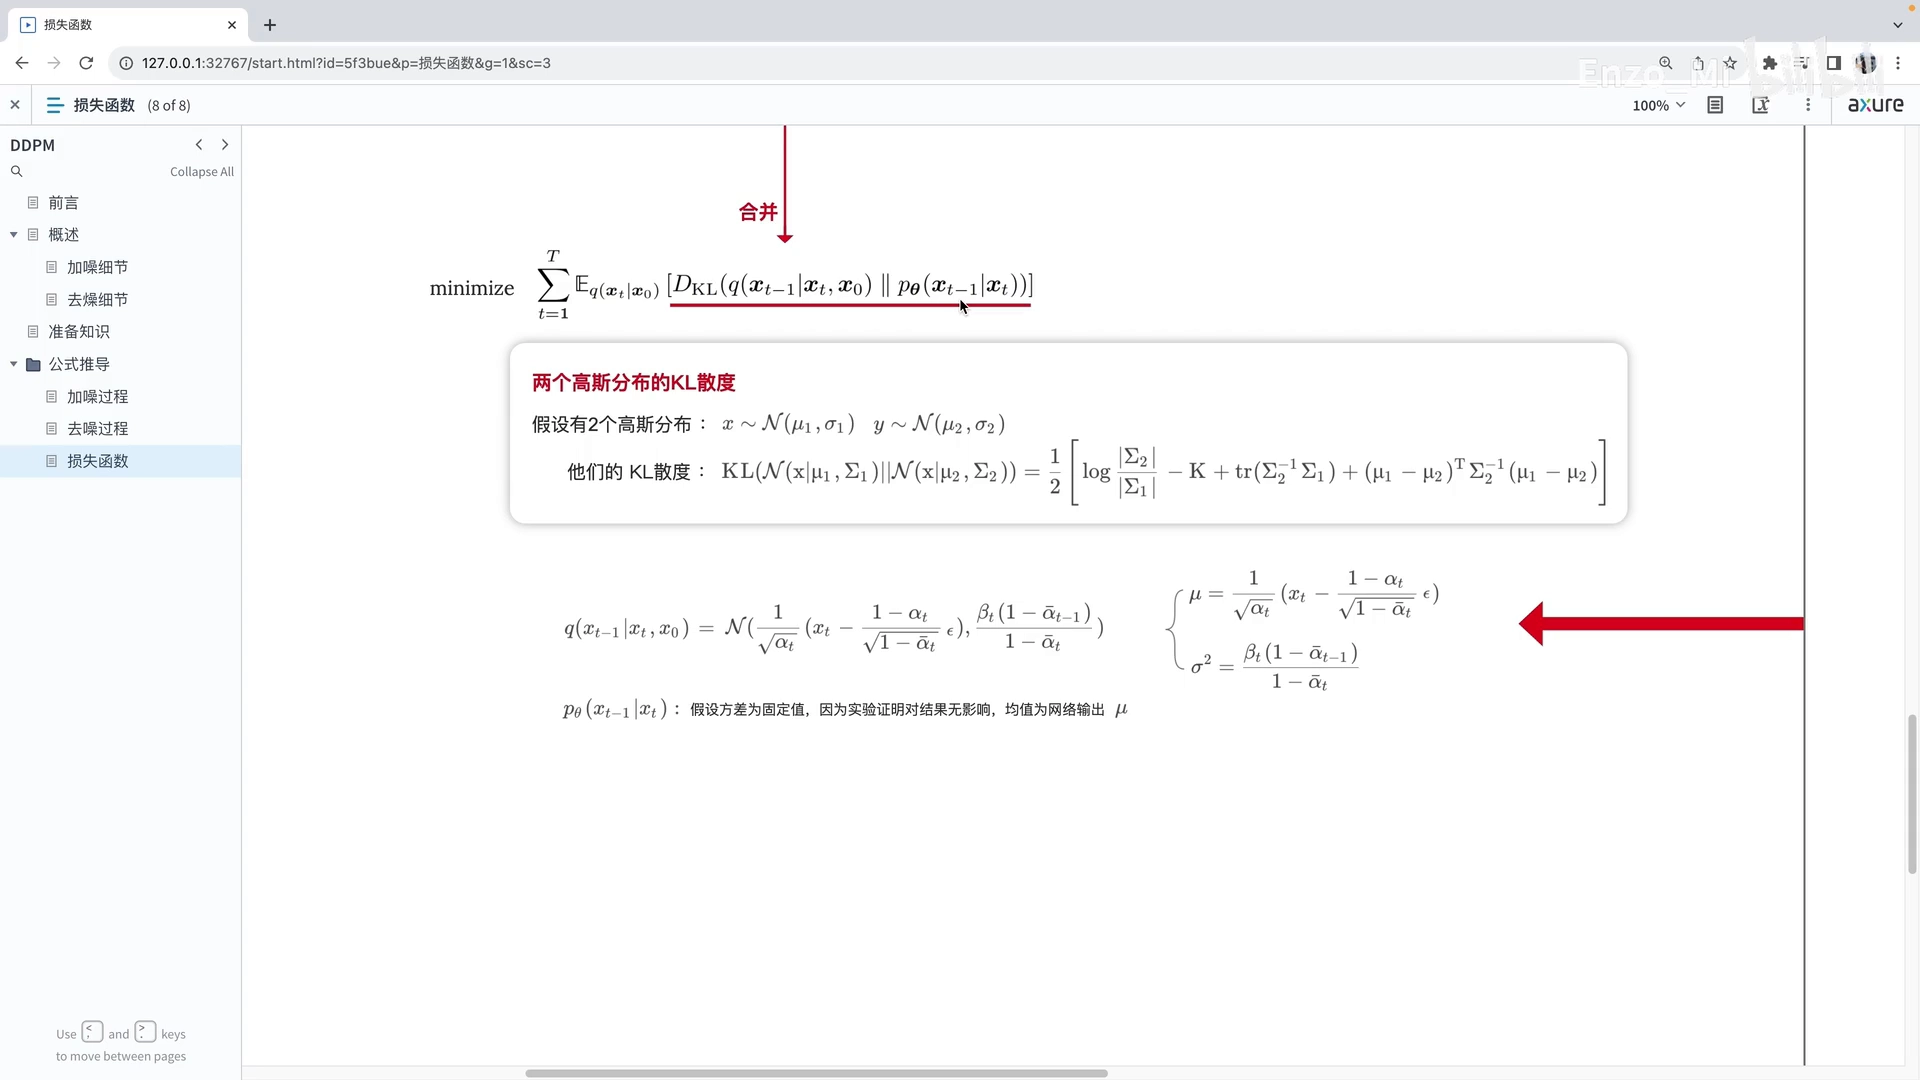 损失函数
127.0.0.1:32767/start.html?id=5f3bue&p=损失函数&g=1&sc=3
Enzo_Mr bilibili
损失函数 (8 of 8)
100%
axure
DDPM
Collapse All
前言
概述
加噪细节
去燥细节
准备知识
公式推导
加噪过程
去噪过程
损失函数
Use < , and > . keys
to move between pages
合并
minimize ∑_{t=1}^{T} 𝔼_{q(x_t|x_0)} [D_{KL}(q(x_{t−1}|x_t, x_0) ‖ p_θ(x_{t−1}|x_t))]
两个高斯分布的KL散度
假设有2个高斯分布： x ∼ 𝒩(μ_1, σ_1) y ∼ 𝒩(μ_2, σ_2)
他们的 KL散度： KL(𝒩(x|μ_1, Σ_1)||𝒩(x|μ_2, Σ_2)) = 1/2 [log |Σ_2|/|Σ_1| − K + tr(Σ_2^{−1} Σ_1) + (μ_1 − μ_2)^T Σ_2^{−1} (μ_1 − μ_2)]
q(x_{t−1}|x_t, x_0) = 𝒩(1/√α_t (x_t − (1 − α_t)/√(1 − ᾱ_t) ϵ), β_t(1 − ᾱ_{t−1})/(1 − ᾱ_t))
μ = 1/√α_t (x_t − (1 − α_t)/√(1 − ᾱ_t) ϵ)
σ² = β_t(1 − ᾱ_{t−1})/(1 − ᾱ_t)
p_θ(x_{t−1}|x_t)：假设方差为固定值，因为实验证明对结果无影响，均值为网络输出 μ